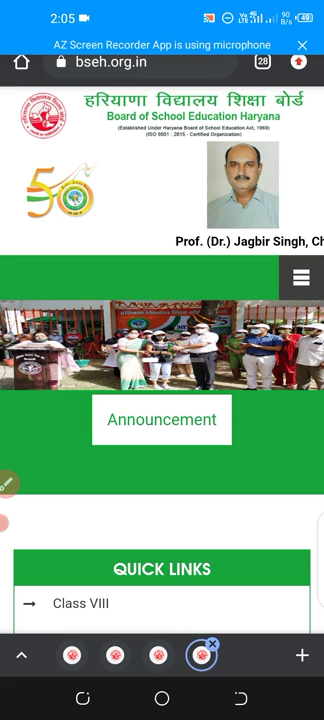 2:05
90
B/s
49
AZ Screen Recorder App is using microphone
bseh.org.in
28
हरियाणा विद्यालय शिक्षा बोर्ड
Board of School Education Haryana
(Established Under Haryana Board of School Education Act, 1969)
(ISO 9001 : 2015 - Certified Organization)
Prof. (Dr.) Jagbir Singh, Ch
Announcement
QUICK LINKS
Class VIII